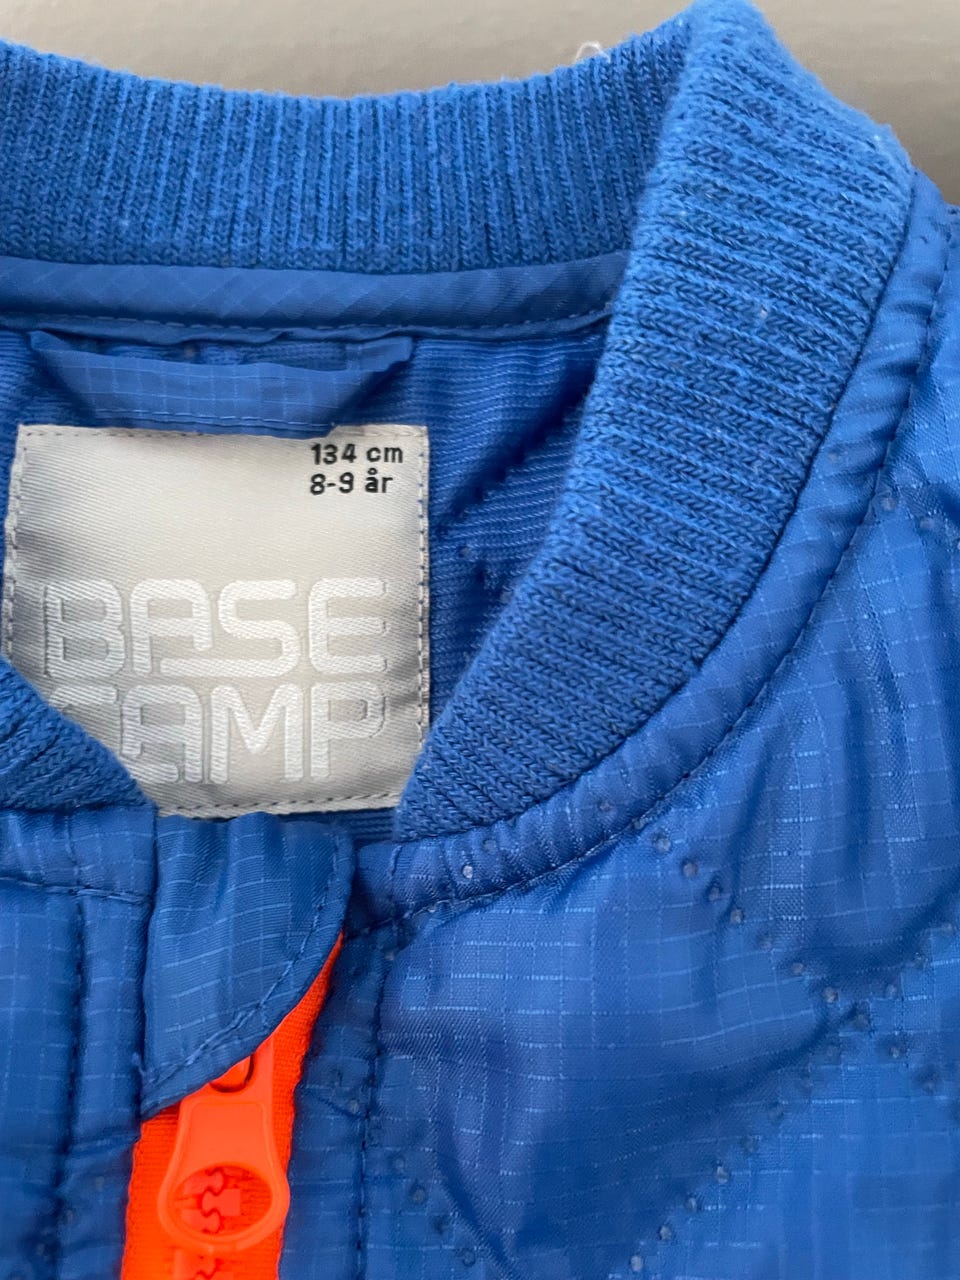 134 cm
8-9 år
BASE
CAMP